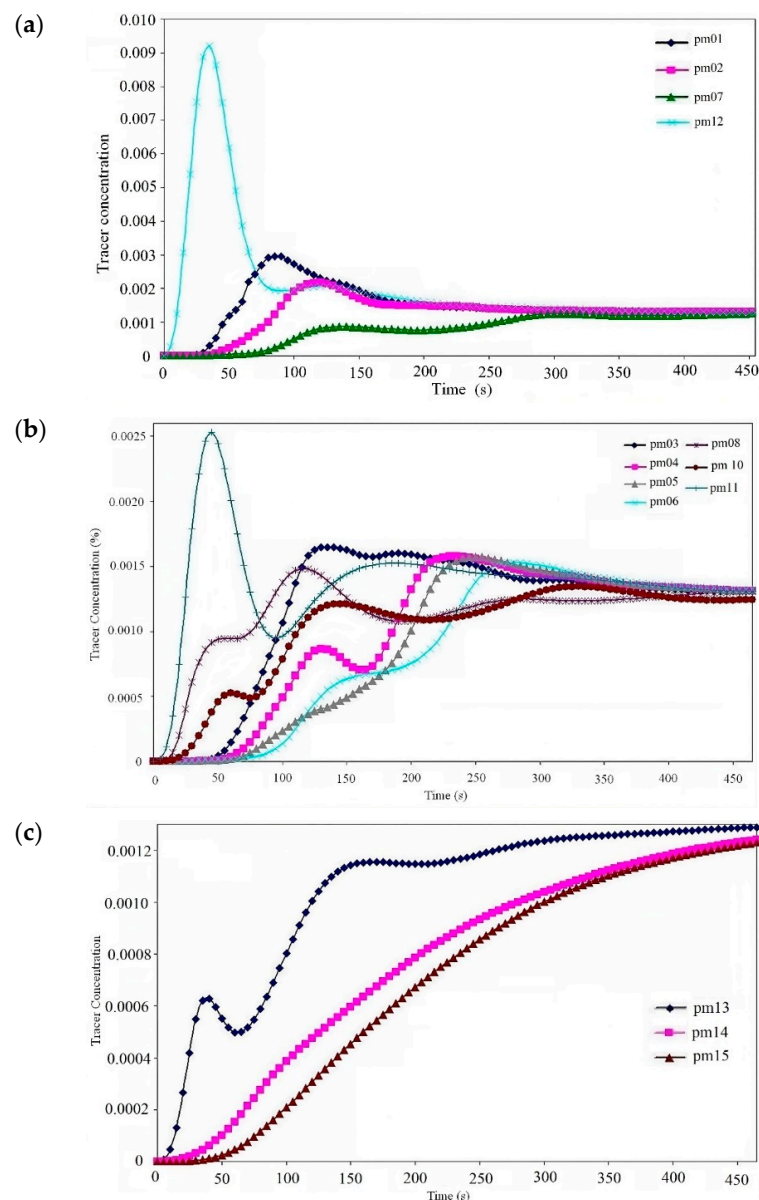 (a)
0.010
0.009
0.008
0.007
0.006
0.005
0.004
0.003
0.002
0.001
0
Tracer concentration
pm01
pm02
pm07
pm12
0 50 100 150 200 250 300 350 400 450
Time (s)
(b)
0.0025
0.0020
0.0015
0.0010
0.0005
0
Tracer Concentration (%)
pm03 pm08
pm04 pm 10
pm05 pm11
pm06
0 50 100 150 200 250 300 350 400 450
Time (s)
(c)
0.0012
0.0010
0.0008
0.0006
0.0004
0.0002
0
Tracer Concentration
pm13
pm14
pm15
0 50 100 150 200 250 300 350 400 450
Time (s)